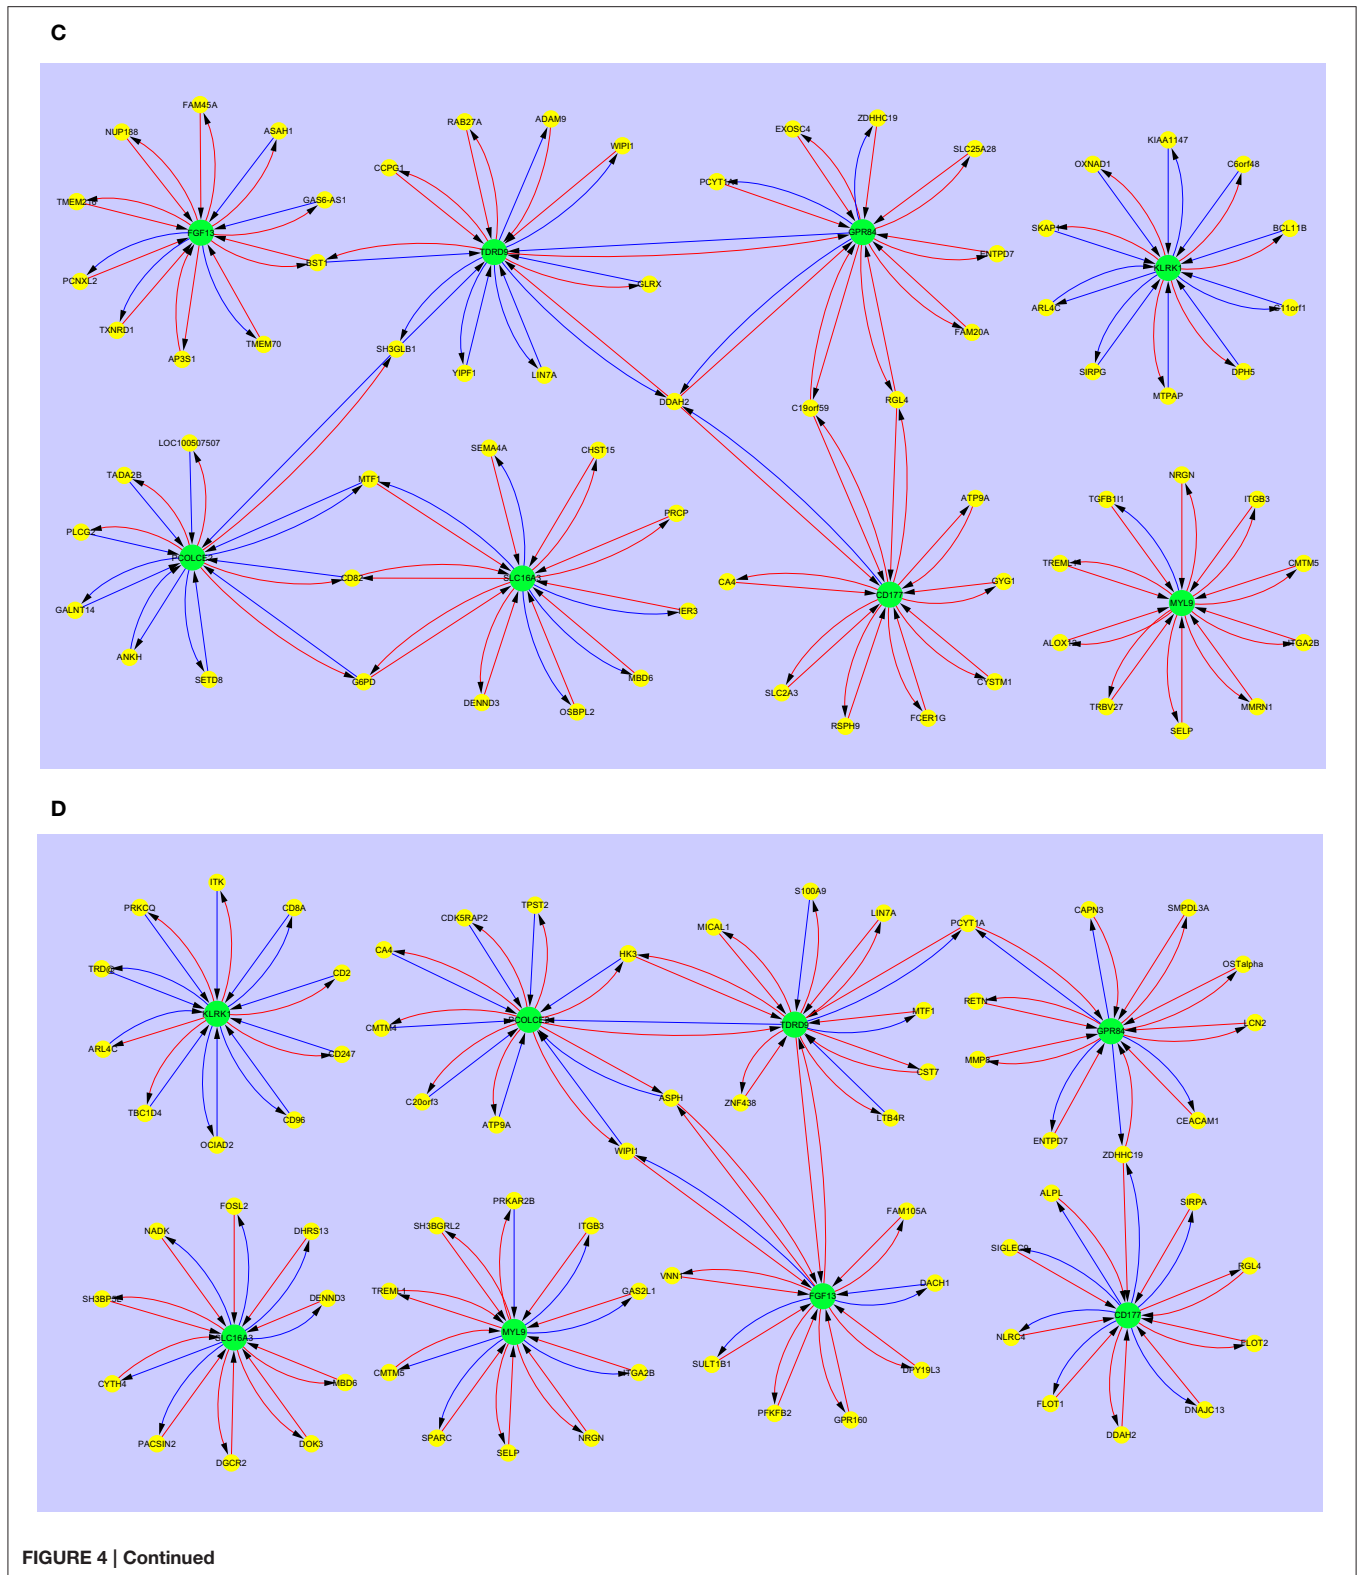 C
FAM45A
NUP188
ASAH1
TMEM218
GAS6-AS1
FGF13
BST1
PCNXL2
TXNRD1
AP3S1
TMEM70
RAB27A
ADAM9
WIPI1
CCPG1
TDRD9
GLRX
SH3GLB1
YIPF1
LIN7A
DDAH2
EXOSC4
ZDHHC19
SLC25A28
PCYT1A
GPR84
ENTPD7
FAM20A
C19orf59
RGL4
KIAA1147
OXNAD1
C6orf48
SKAP1
BCL11B
KLRK1
ARL4C
C11orf1
SIRPG
MTPAP
DPH5
LOC100507507
TADA2B
PLCG2
PCOLCE2
GALNT14
ANKH
SETD8
MTF1
CD82
G6PD
SEMA4A
CHST15
PRCP
SLC16A3
IER3
MBD6
OSBPL2
DENND3
ATP9A
CA4
GYG1
CD177
SLC2A3
RSPH9
FCER1G
CYSTM1
NRGN
TGFB1I1
ITGB3
TREML1
CMTM5
MYL9
ALOX12
ITGA2B
TRBV27
SELP
MMRN1
D
ITK
PRKCQ
CD8A
TRD@
CD2
KLRK1
ARL4C
CD247
TBC1D4
OCIAD2
CD96
TPST2
CDK5RAP2
CA4
HK3
PCOLCE2
CMTM4
C20orf3
ATP9A
ASPH
WIPI1
S100A9
MICAL1
LIN7A
PCYT1A
TDRD9
MTF1
CST7
ZNF438
LTB4R
CAPN3
SMPDL3A
OSTalpha
RETN
LCN2
GPR84
MMP8
CEACAM1
ENTPD7
ZDHHC19
FOSL2
NADK
DHRS13
SH3BP5L
DENND3
SLC16A3
CYTH4
MBD6
PACSIN2
DGCR2
DOK3
PRKAR2B
SH3BGRL2
ITGB3
TREML1
GAS2L1
MYL9
CMTM5
ITGA2B
SPARC
SELP
NRGN
FAM105A
VNN1
DACH1
FGF13
SULT1B1
DPY19L3
PFKFB2
GPR160
ALPL
SIRPA
SIGLEC9
RGL4
CD177
NLRC4
FLOT2
FLOT1
DDAH2
DNAJC13
FIGURE 4 | Continued